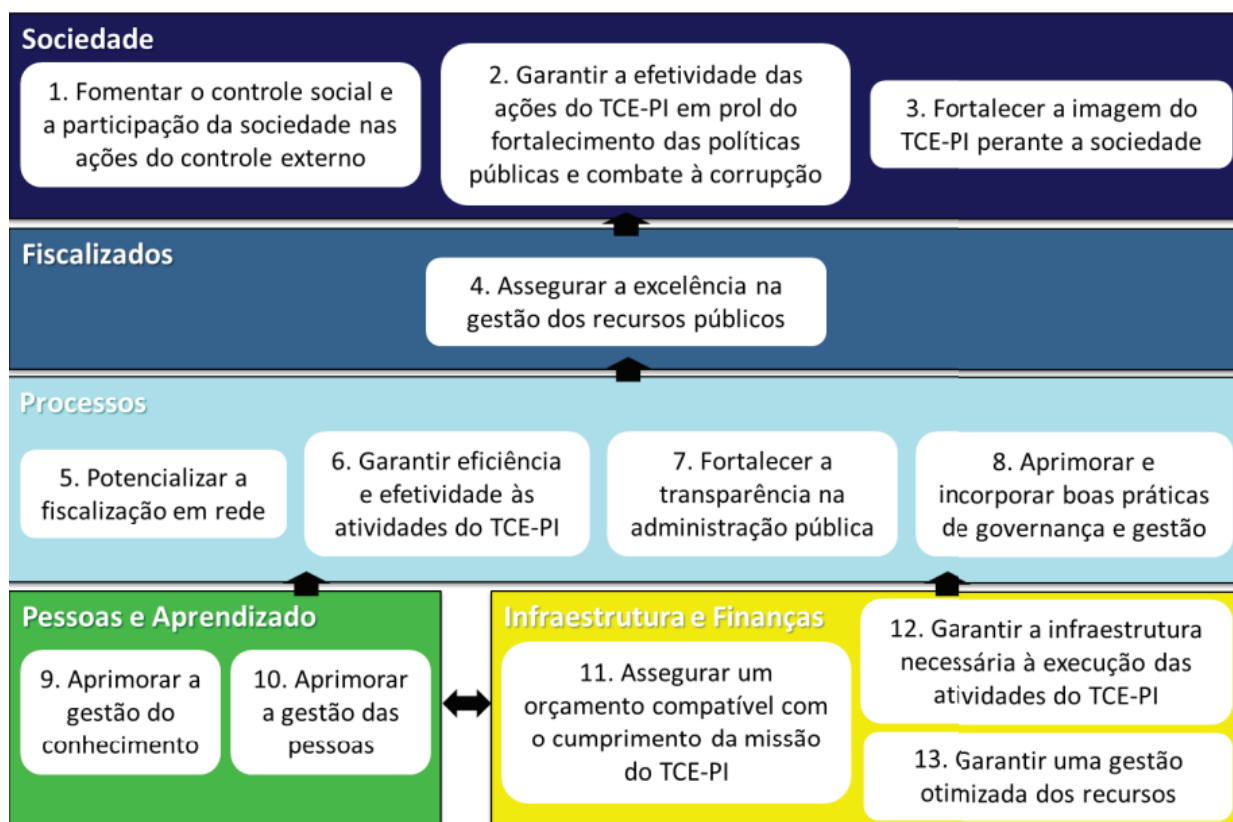 Sociedade
1. Fomentar o controle social e
a participação da sociedade nas
ações do controle externo
2. Garantir a efetividade das
ações do TCE-PI em prol do
fortalecimento das políticas
públicas e combate à corrupção
3. Fortalecer a imagem do
TCE-PI perante a sociedade
Fiscalizados
4. Assegurar a excelência na
gestão dos recursos públicos
Processos
5. Potencializar a
fiscalização em rede
6. Garantir eficiência
e efetividade às
atividades do TCE-PI
7. Fortalecer a
transparência na
administração pública
8. Aprimorar e
incorporar boas práticas
de governança e gestão
Pessoas e Aprendizado
9. Aprimorar a
gestão do
conhecimento
10. Aprimorar
a gestão das
pessoas
Infraestrutura e Finanças
11. Assegurar um
orçamento compatível com
o cumprimento da missão
do TCE-PI
12. Garantir a infraestrutura
necessária à execução das
atividades do TCE-PI
13. Garantir uma gestão
otimizada dos recursos